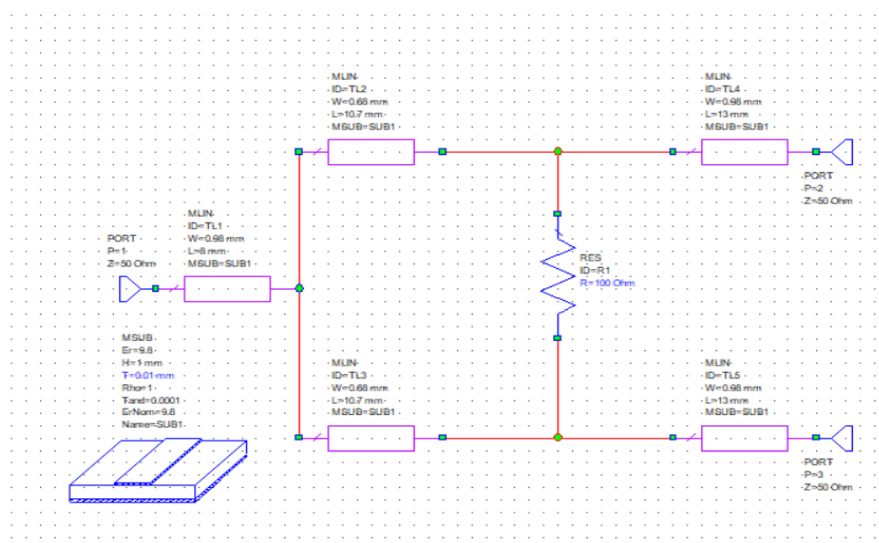 MLIN
ID=TL2
W=0.68 mm
L=10.7 mm
MSUB=SUB1
MLIN
ID=TL4
W=0.98 mm
L=13 mm
MSUB=SUB1
PORT
P=2
Z=50 Ohm
MLIN
ID=TL1
W=0.98 mm
L=8 mm
MSUB=SUB1
PORT
P=1
Z=50 Ohm
RES
ID=R1
R=100 Ohm
MSUB
Er=9.8
H=1 mm
T=0.01 mm
Rho=1
Tand=0.0001
ErNom=9.8
Name=SUB1
MLIN
ID=TL3
W=0.68 mm
L=10.7 mm
MSUB=SUB1
MLIN
ID=TL5
W=0.98 mm
L=13 mm
MSUB=SUB1
PORT
P=3
Z=50 Ohm